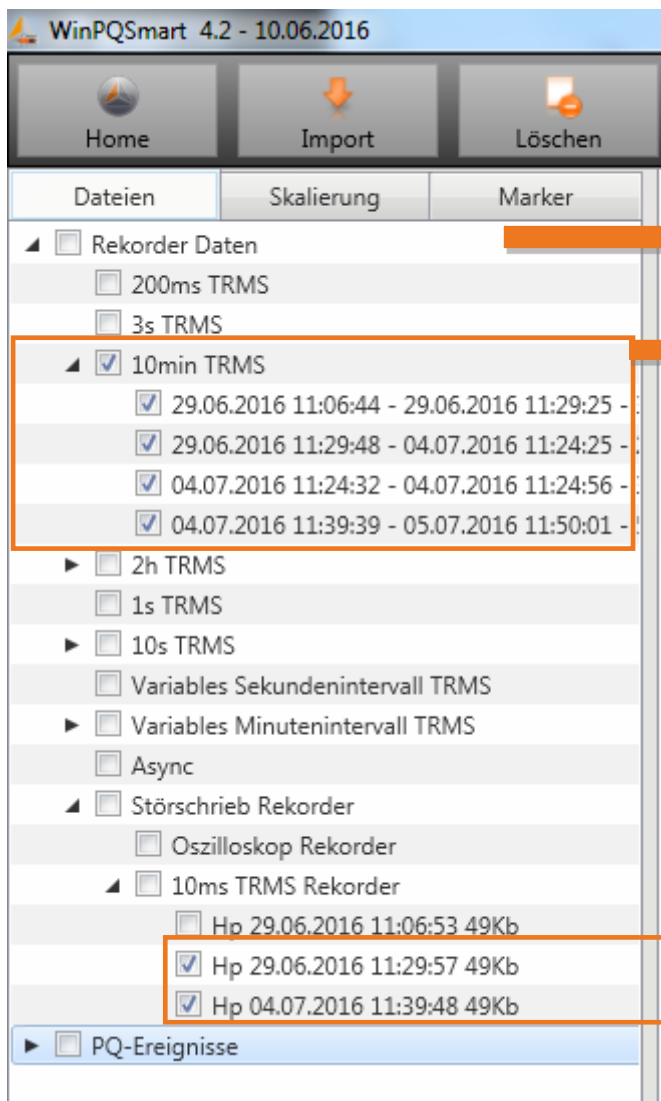 WinPQSmart 4.2 - 10.06.2016
Home Import Löschen
Dateien Skalierung Marker
Rekorder Daten
200ms TRMS
3s TRMS
10min TRMS
29.06.2016 11:06:44 - 29.06.2016 11:29:25 -
29.06.2016 11:29:48 - 04.07.2016 11:24:25 -
04.07.2016 11:24:32 - 04.07.2016 11:24:56 -
04.07.2016 11:39:39 - 05.07.2016 11:50:01 -
2h TRMS
1s TRMS
10s TRMS
Variables Sekundenintervall TRMS
Variables Minutenintervall TRMS
Async
Störschrieb Rekorder
Oszilloskop Rekorder
10ms TRMS Rekorder
Hp 29.06.2016 11:06:53 49Kb
Hp 29.06.2016 11:29:57 49Kb
Hp 04.07.2016 11:39:48 49Kb
PQ-Ereignisse